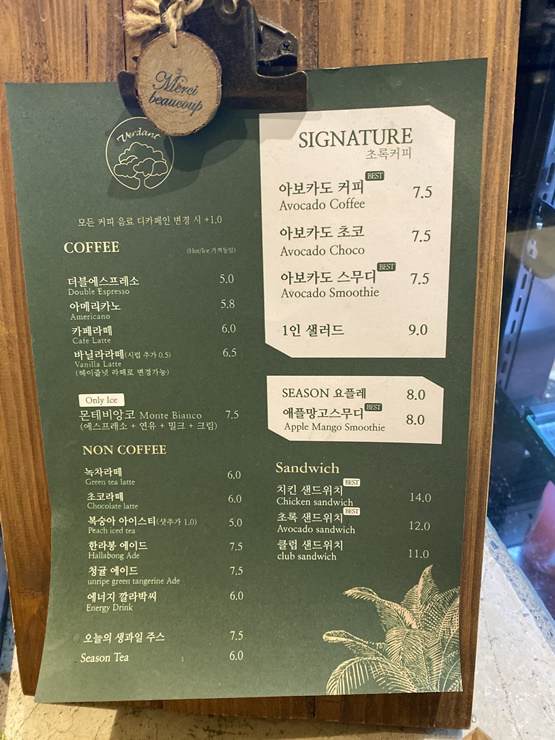 Merci
beaucoup
Verdant
모든 커피 음료 디카페인 변경 시 +1.0
COFFEE (Hot/Ice 가격동일)
더블에스프레소 5.0
Double Espresso
아메리카노 5.8
Americano
카페라떼 6.0
Cafe Latte
바닐라라떼(시럽 추가 0.5) 6.5
Vanilla Latte
(헤이즐넛 라떼로 변경가능)
Only Ice
몬테비앙코 Monte Bianco 7.5
(에스프레소 + 연유 + 밀크 + 크림)
NON COFFEE
녹차라떼 6.0
Green tea latte
초코라떼 6.0
Chocolate latte
복숭아 아이스티(샷추가 1.0) 5.0
Peach iced tea
한라봉 에이드 7.5
Hallabong Ade
청귤 에이드 7.5
unripe green tangerine Ade
에너지 깔라박씨 6.0
Energy Drink
오늘의 생과일 주스 7.5
Season Tea 6.0
SIGNATURE
초록커피
아보카도 커피 BEST 7.5
Avocado Coffee
아보카도 초코 7.5
Avocado Choco
아보카도 스무디 BEST 7.5
Avocado Smoothie
1인 샐러드 9.0
SEASON 요플레 8.0
애플망고스무디 BEST 8.0
Apple Mango Smoothie
Sandwich
치킨 샌드위치 BEST 14.0
Chicken sandwich
초록 샌드위치 BEST 12.0
Avocado sandwich
클럽 샌드위치 11.0
club sandwich